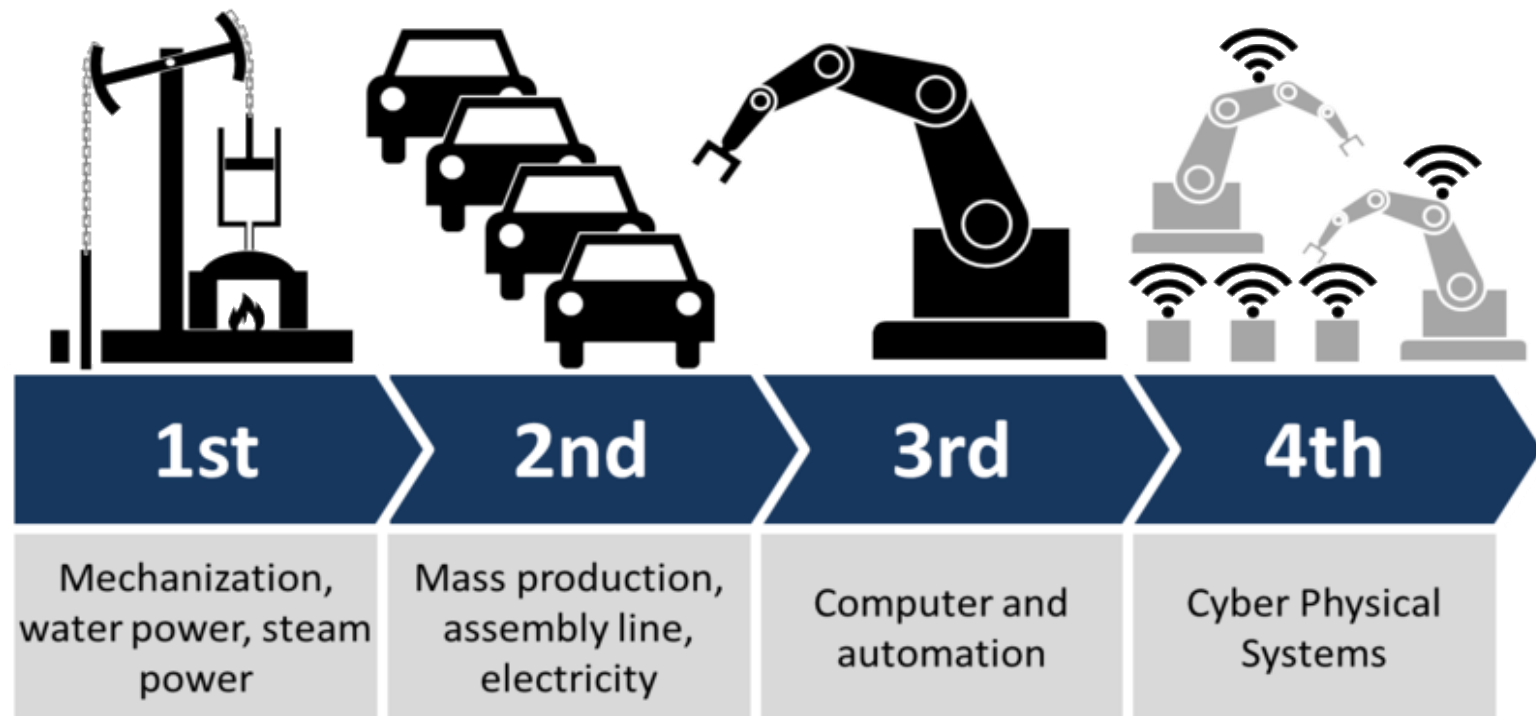 1st
2nd
3rd
4th
Mechanization,
water power, steam
power
Mass production,
assembly line,
electricity
Computer and
automation
Cyber Physical
Systems